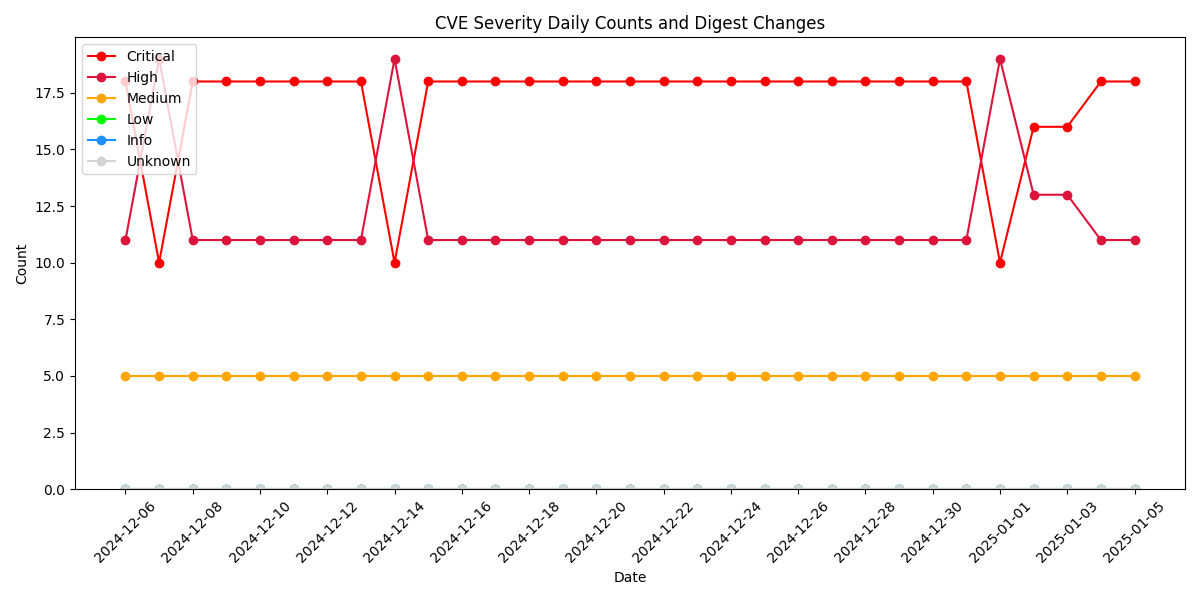 CVE Severity Daily Counts and Digest Changes
Critical
High
Medium
Low
Info
Unknown
Count
17.5
15.0
12.5
10.0
7.5
5.0
2.5
0.0
2024-12-06
2024-12-08
2024-12-10
2024-12-12
2024-12-14
2024-12-16
2024-12-18
2024-12-20
2024-12-22
2024-12-24
2024-12-26
2024-12-28
2024-12-30
2025-01-01
2025-01-03
2025-01-05
Date